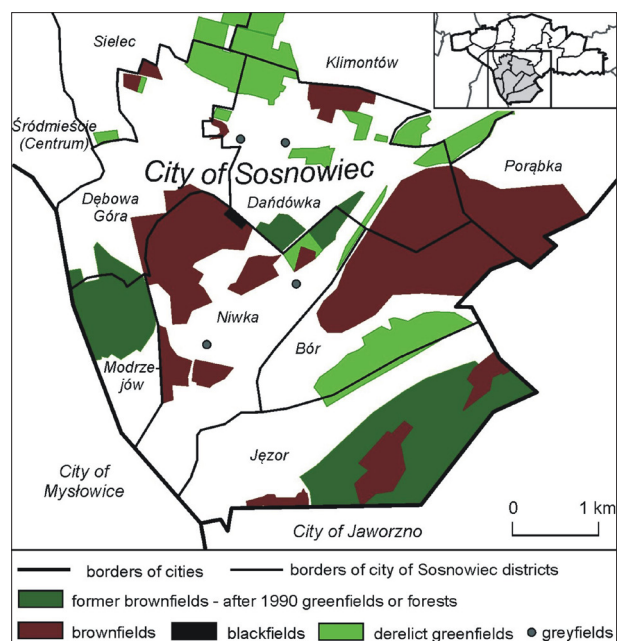 Sielec
Klimontów
Śródmieście
(Centrum)
City of Sosnowiec
Porąbka
Dębowa
Góra
Dańdówka
Niwka
Bór
Modrze-
jów
Jęzor
City of
Mysłowice
0 1 km
City of Jaworzno
borders of cities borders of city of Sosnowiec districts
former brownfields - after 1990 greenfields or forests
brownfields blackfields derelict greenfields greyfields